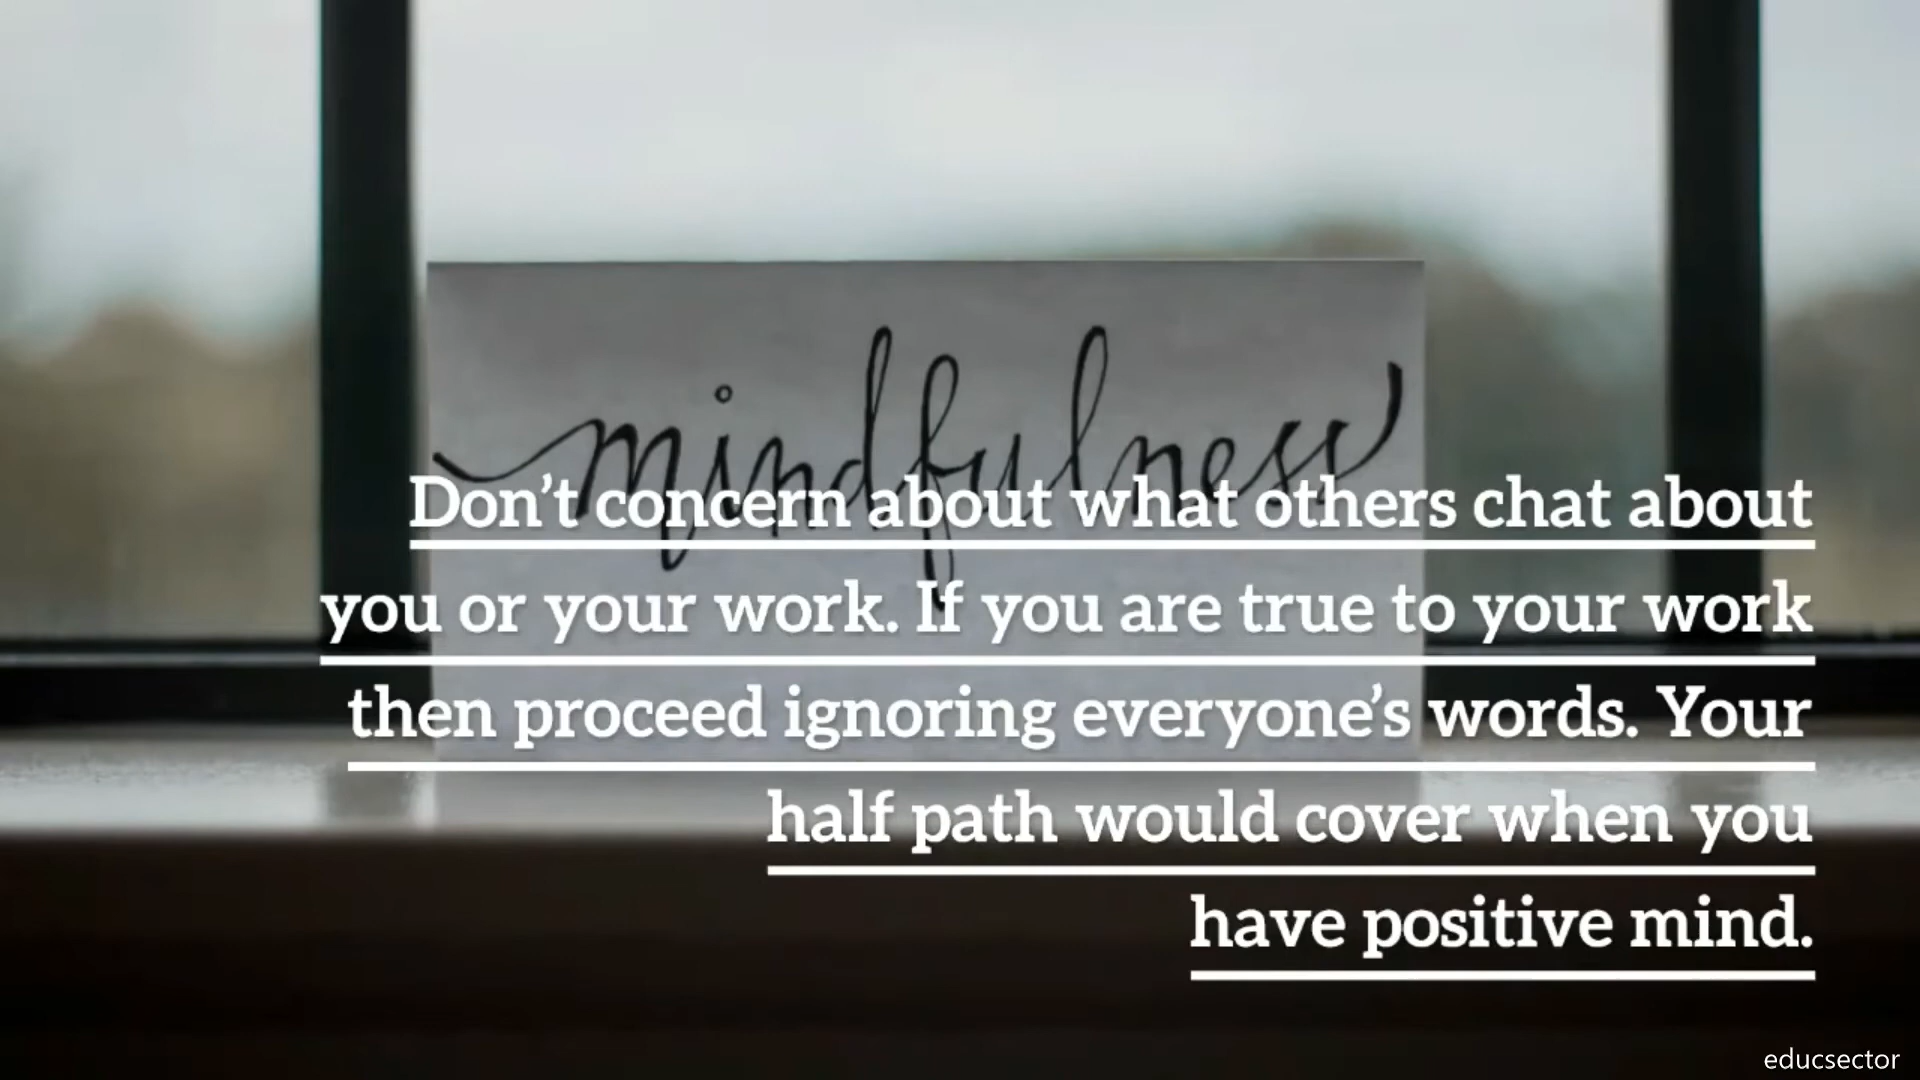 mindfulness
Don't concern about what others chat about
you or your work. If you are true to your work
then proceed ignoring everyone's words. Your
half path would cover when you
have positive mind.
educsector